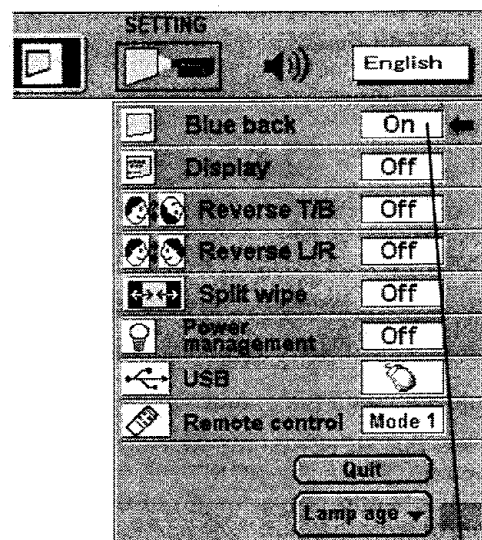 SETTING
English
Blue back On
Display Off
Reverse T/B Off
Reverse L/R Off
Split wipe Off
Power management Off
USB
Remote control Mode 1
Quit
Lamp age